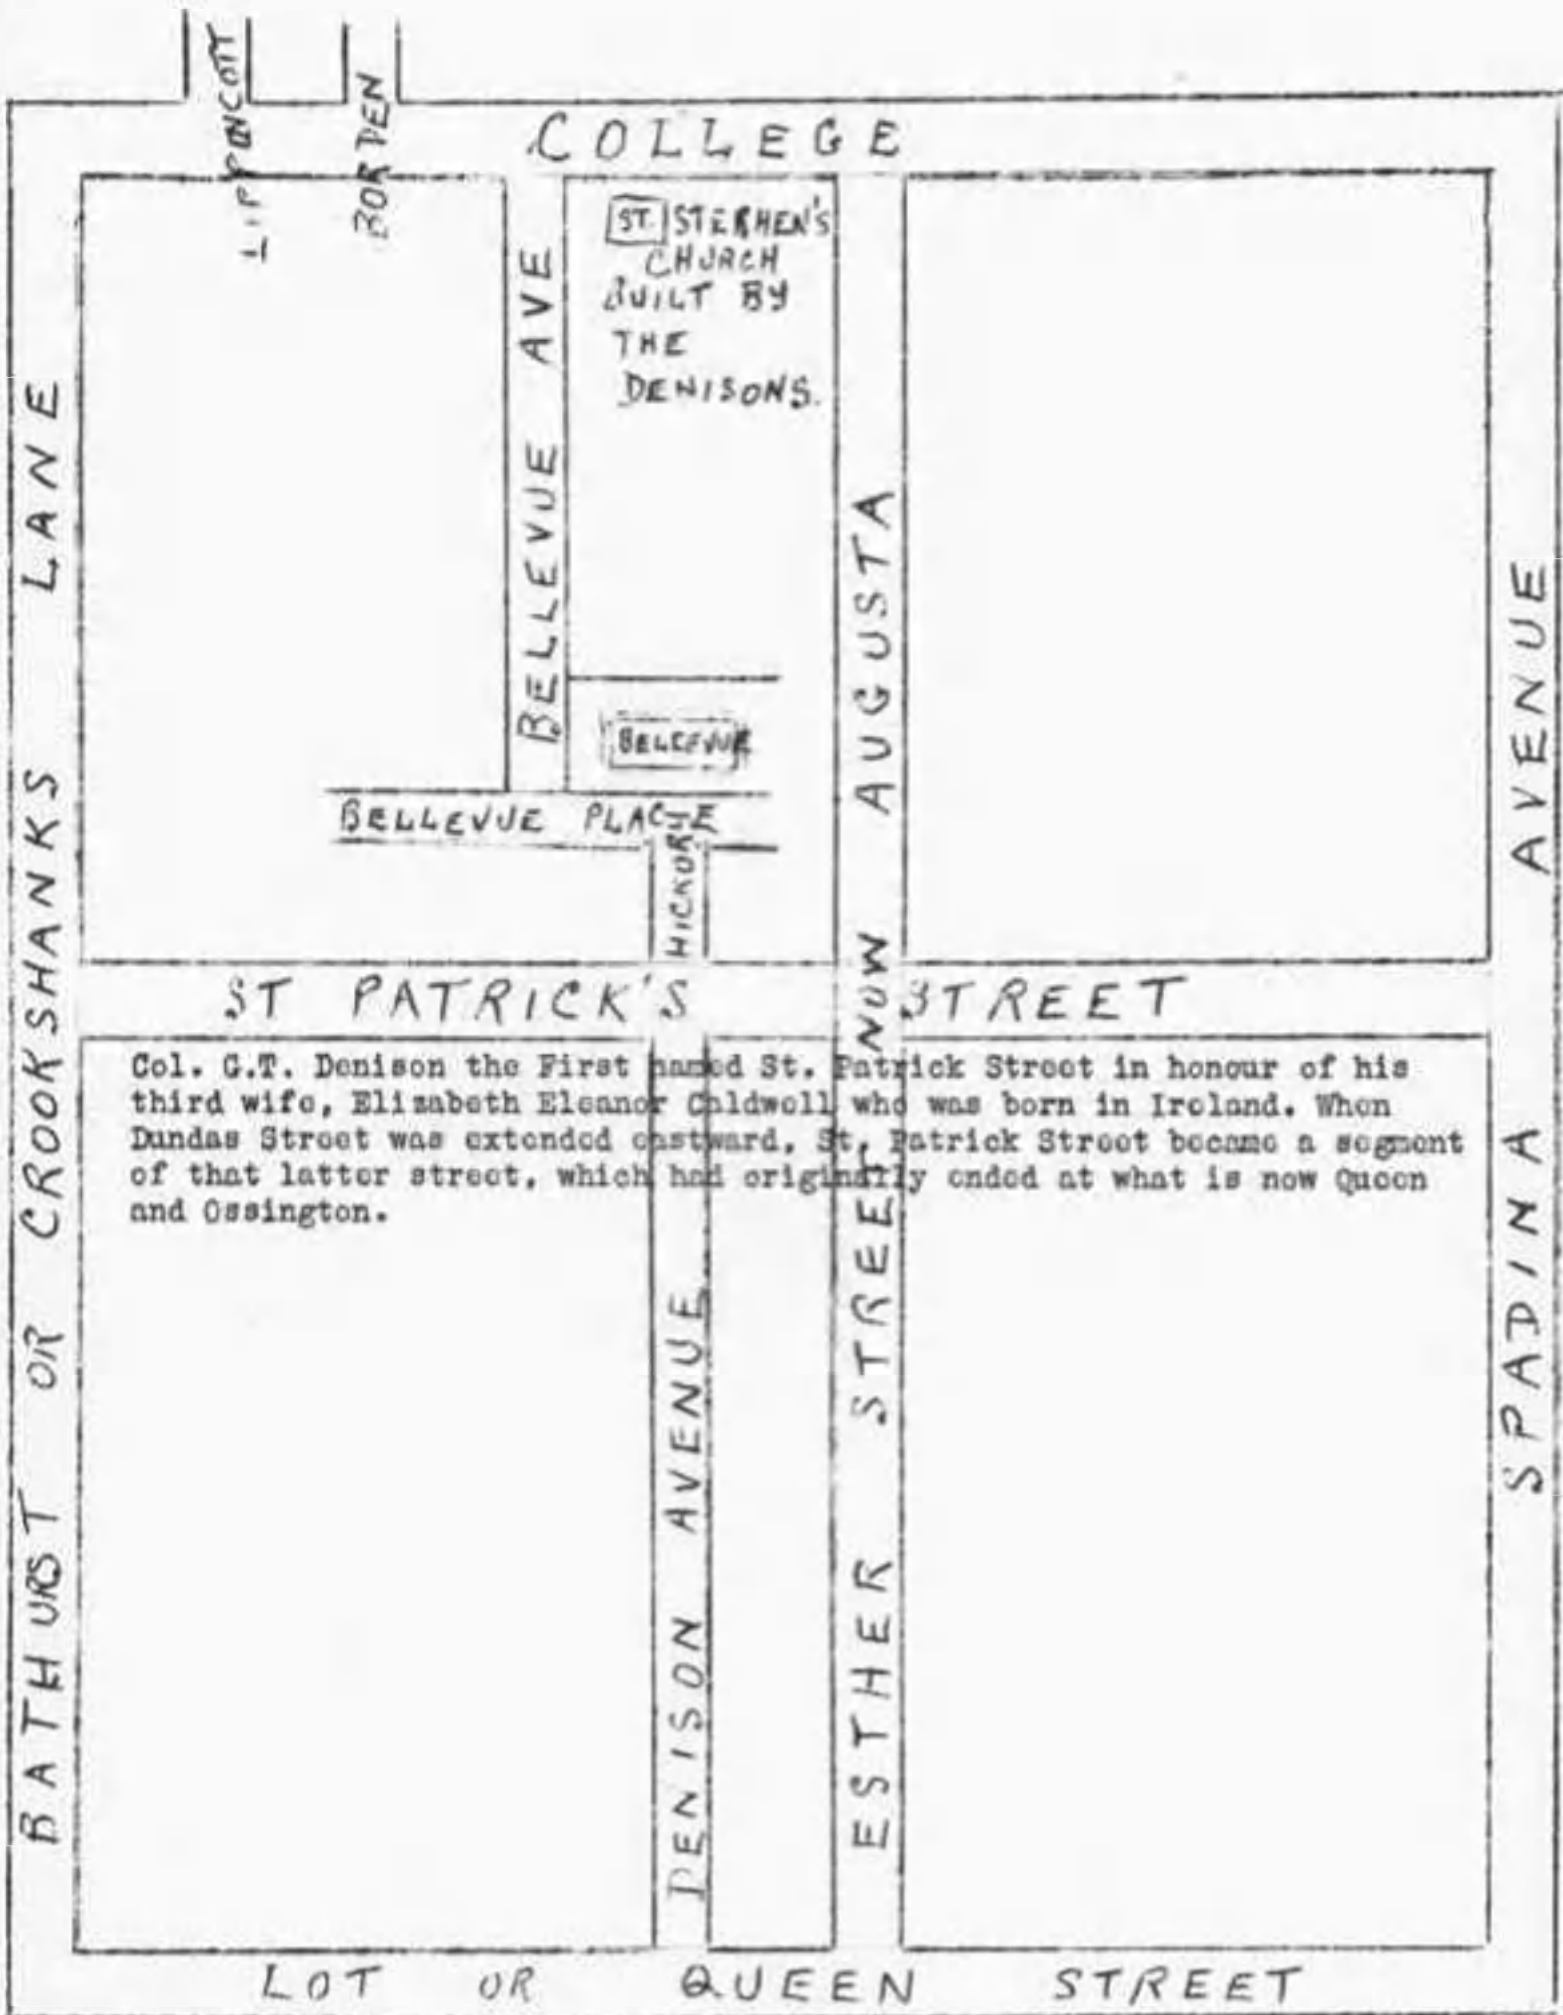 LIPPINCOTT
BORDEN
COLLEGE
ST. STEPHEN'S
CHURCH
BUILT BY
THE
DENISONS.
BELLEVUE AVE
BELLEVUE
BELLEVUE PLACE
HICKORY
BATHURST OR CROOKSHANKS LANE
ESTHER STREET NOW AUGUSTA
SPADINA AVENUE
ST PATRICK'S STREET
Col. G.T. Denison the First named St. Patrick Street in honour of his
third wife, Elizabeth Eleanor Caldwell who was born in Ireland. When
Dundas Street was extended eastward, St. Patrick Street became a segment
of that latter street, which had originally ended at what is now Queen
and Ossington.
DENISON AVENUE
LOT OR QUEEN STREET